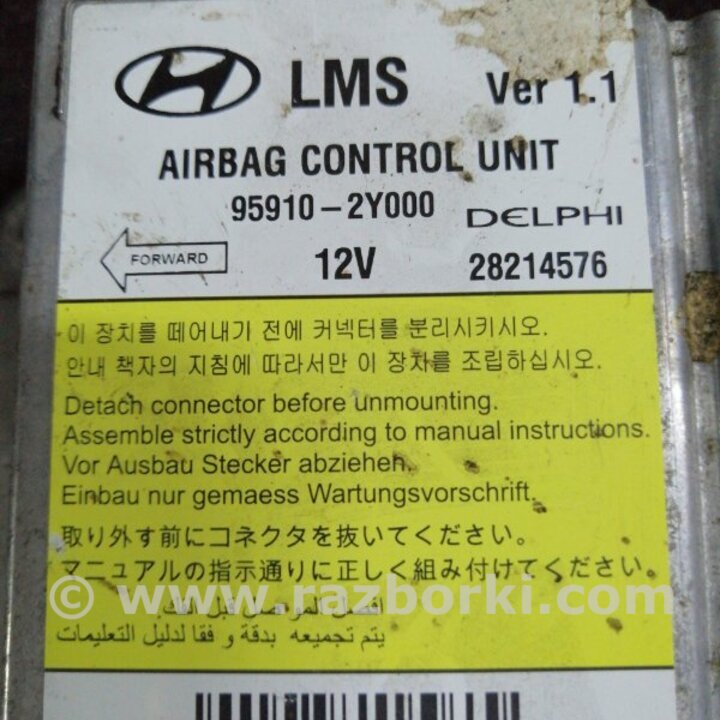 LMS Ver 1.1
AIRBAG CONTROL UNIT
95910-2Y000 DELPHI
FORWARD 12V 28214576
이 장치를 떼어내기 전에 커넥터를 분리시키시오.
안내 책자의 지침에 따라서만 이 장차를 조립하십시오.
Detach connector before unmounting.
Assemble strictly according to manual instructions.
Vor Ausbau Stecker abziehen.
Einbau nur gemaess Wartungsvorschrift.
取り外す前にコネクタを抜いてください。
マニュアルの指示通りに正しく組み付けてください。
© www.razborki.com
افصل الموصل قبل الفك.
يتم تجميعه بدقة و فقا لدليل التعليمات